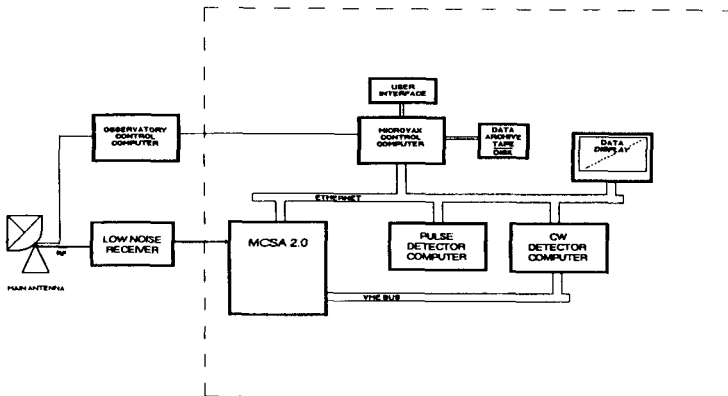 USER
INTERFACE
OBSERVATORY
CONTROL
COMPUTER
MICROVAX
CONTROL
COMPUTER
DATA
ARCHIVE
TAPE
DISK
DATA
DISPLAY
ETHERNET
LOW NOISE
RECEIVER
MCSA 2.0
PULSE
DETECTOR
COMPUTER
CW
DETECTOR
COMPUTER
MAIN ANTENNA
VME BUS